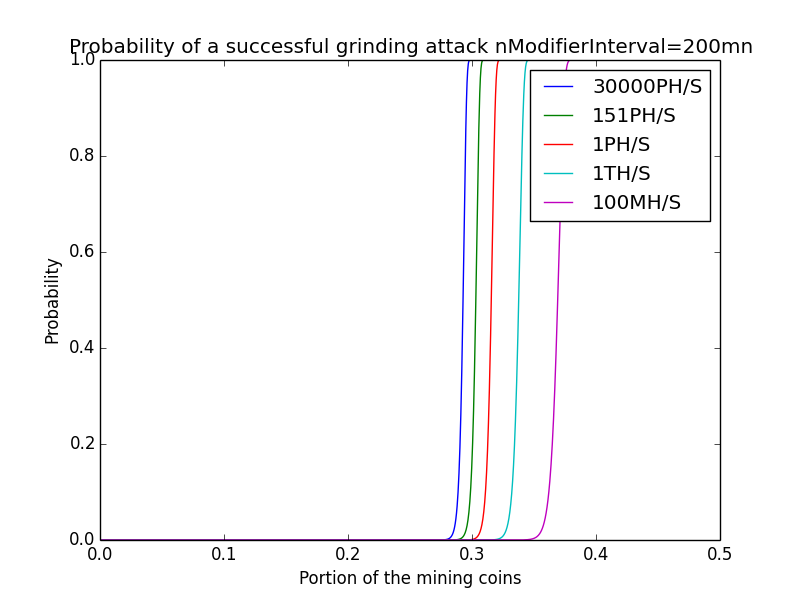 Probability of a successful grinding attack nModifierInterval=200mn
1.0
30000PH/S
151PH/S
1PH/S
1TH/S
100MH/S
0.8
0.6
0.4
0.2
0.0
Probability
0.0 0.1 0.2 0.3 0.4 0.5
Portion of the mining coins